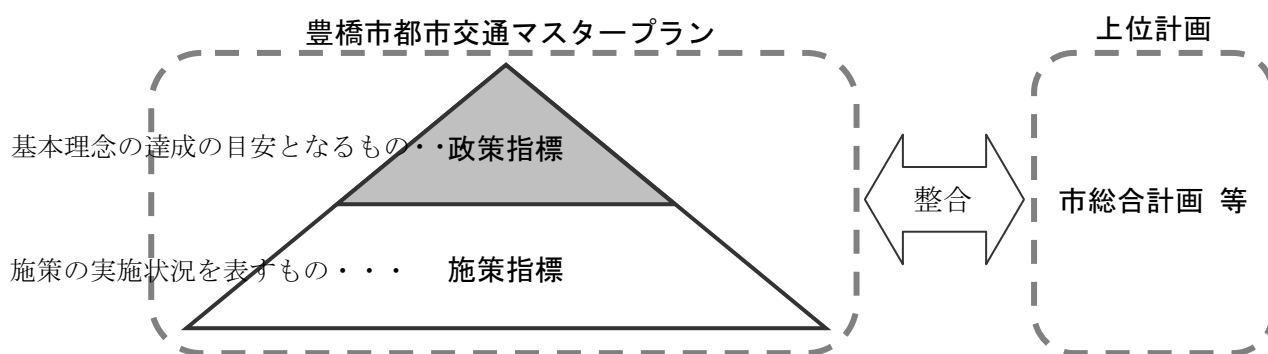 豊橋市都市交通マスタープラン
上位計画
基本理念の達成の目安となるもの・・政策指標
整合
市総合計画 等
施策の実施状況を表すもの・・・ 施策指標